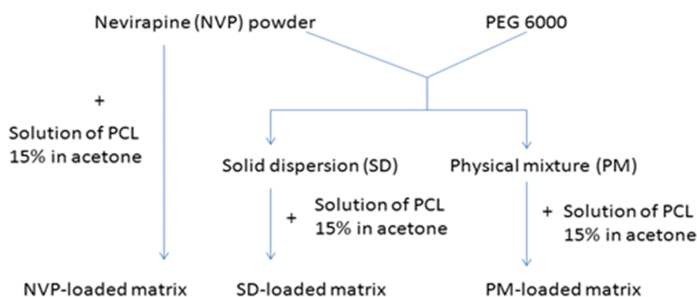 Nevirapine (NVP) powder
PEG 6000
+
Solution of PCL
15% in acetone
Solid dispersion (SD)
Physical mixture (PM)
+ Solution of PCL
15% in acetone
+ Solution of PCL
15% in acetone
NVP-loaded matrix
SD-loaded matrix
PM-loaded matrix